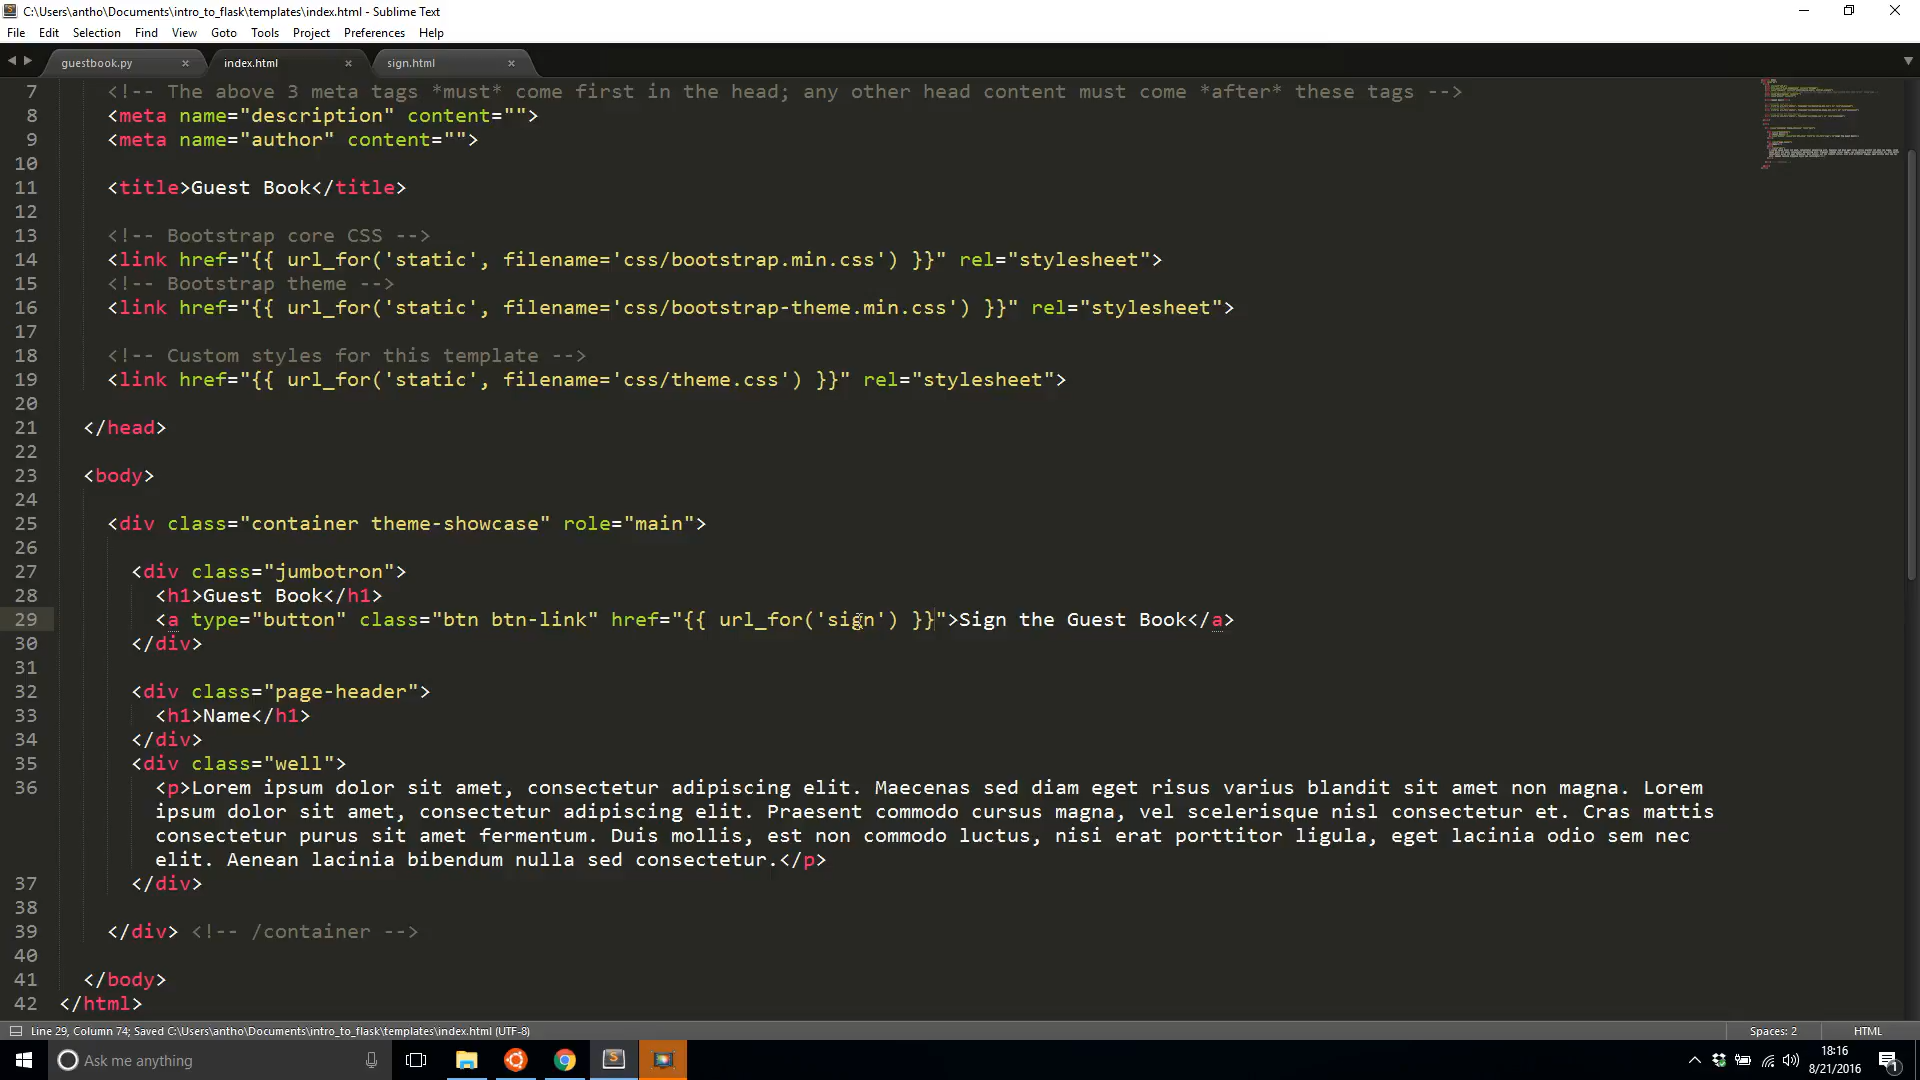 C:\Users\antho\Documents\intro_to_flask\templates\index.html - Sublime Text
File Edit Selection Find View Goto Tools Project Preferences Help
guestbook.py × index.html × sign.html ×
7 <!-- The above 3 meta tags *must* come first in the head; any other head content must come *after* these tags -->
8 <meta name="description" content="">
9 <meta name="author" content="">
10
11 <title>Guest Book</title>
12
13 <!-- Bootstrap core CSS -->
14 <link href="{{ url_for('static', filename='css/bootstrap.min.css') }}" rel="stylesheet">
15 <!-- Bootstrap theme -->
16 <link href="{{ url_for('static', filename='css/bootstrap-theme.min.css') }}" rel="stylesheet">
17
18 <!-- Custom styles for this template -->
19 <link href="{{ url_for('static', filename='css/theme.css') }}" rel="stylesheet">
20
21 </head>
22
23 <body>
24
25 <div class="container theme-showcase" role="main">
26
27 <div class="jumbotron">
28 <h1>Guest Book</h1>
29 <a type="button" class="btn btn-link" href="{{ url_for('sign') }}">Sign the Guest Book</a>
30 </div>
31
32 <div class="page-header">
33 <h1>Name</h1>
34 </div>
35 <div class="well">
36 <p>Lorem ipsum dolor sit amet, consectetur adipiscing elit. Maecenas sed diam eget risus varius blandit sit amet non magna. Lorem
ipsum dolor sit amet, consectetur adipiscing elit. Praesent commodo cursus magna, vel scelerisque nisl consectetur et. Cras mattis
consectetur purus sit amet fermentum. Duis mollis, est non commodo luctus, nisi erat porttitor ligula, eget lacinia odio sem nec
elit. Aenean lacinia bibendum nulla sed consectetur.</p>
37 </div>
38
39 </div> <!-- /container -->
40
41 </body>
42 </html>
Line 29, Column 74; Saved C:\Users\antho\Documents\intro_to_flask\templates\index.html (UTF-8) Spaces: 2 HTML
Ask me anything
18:16
8/21/2016